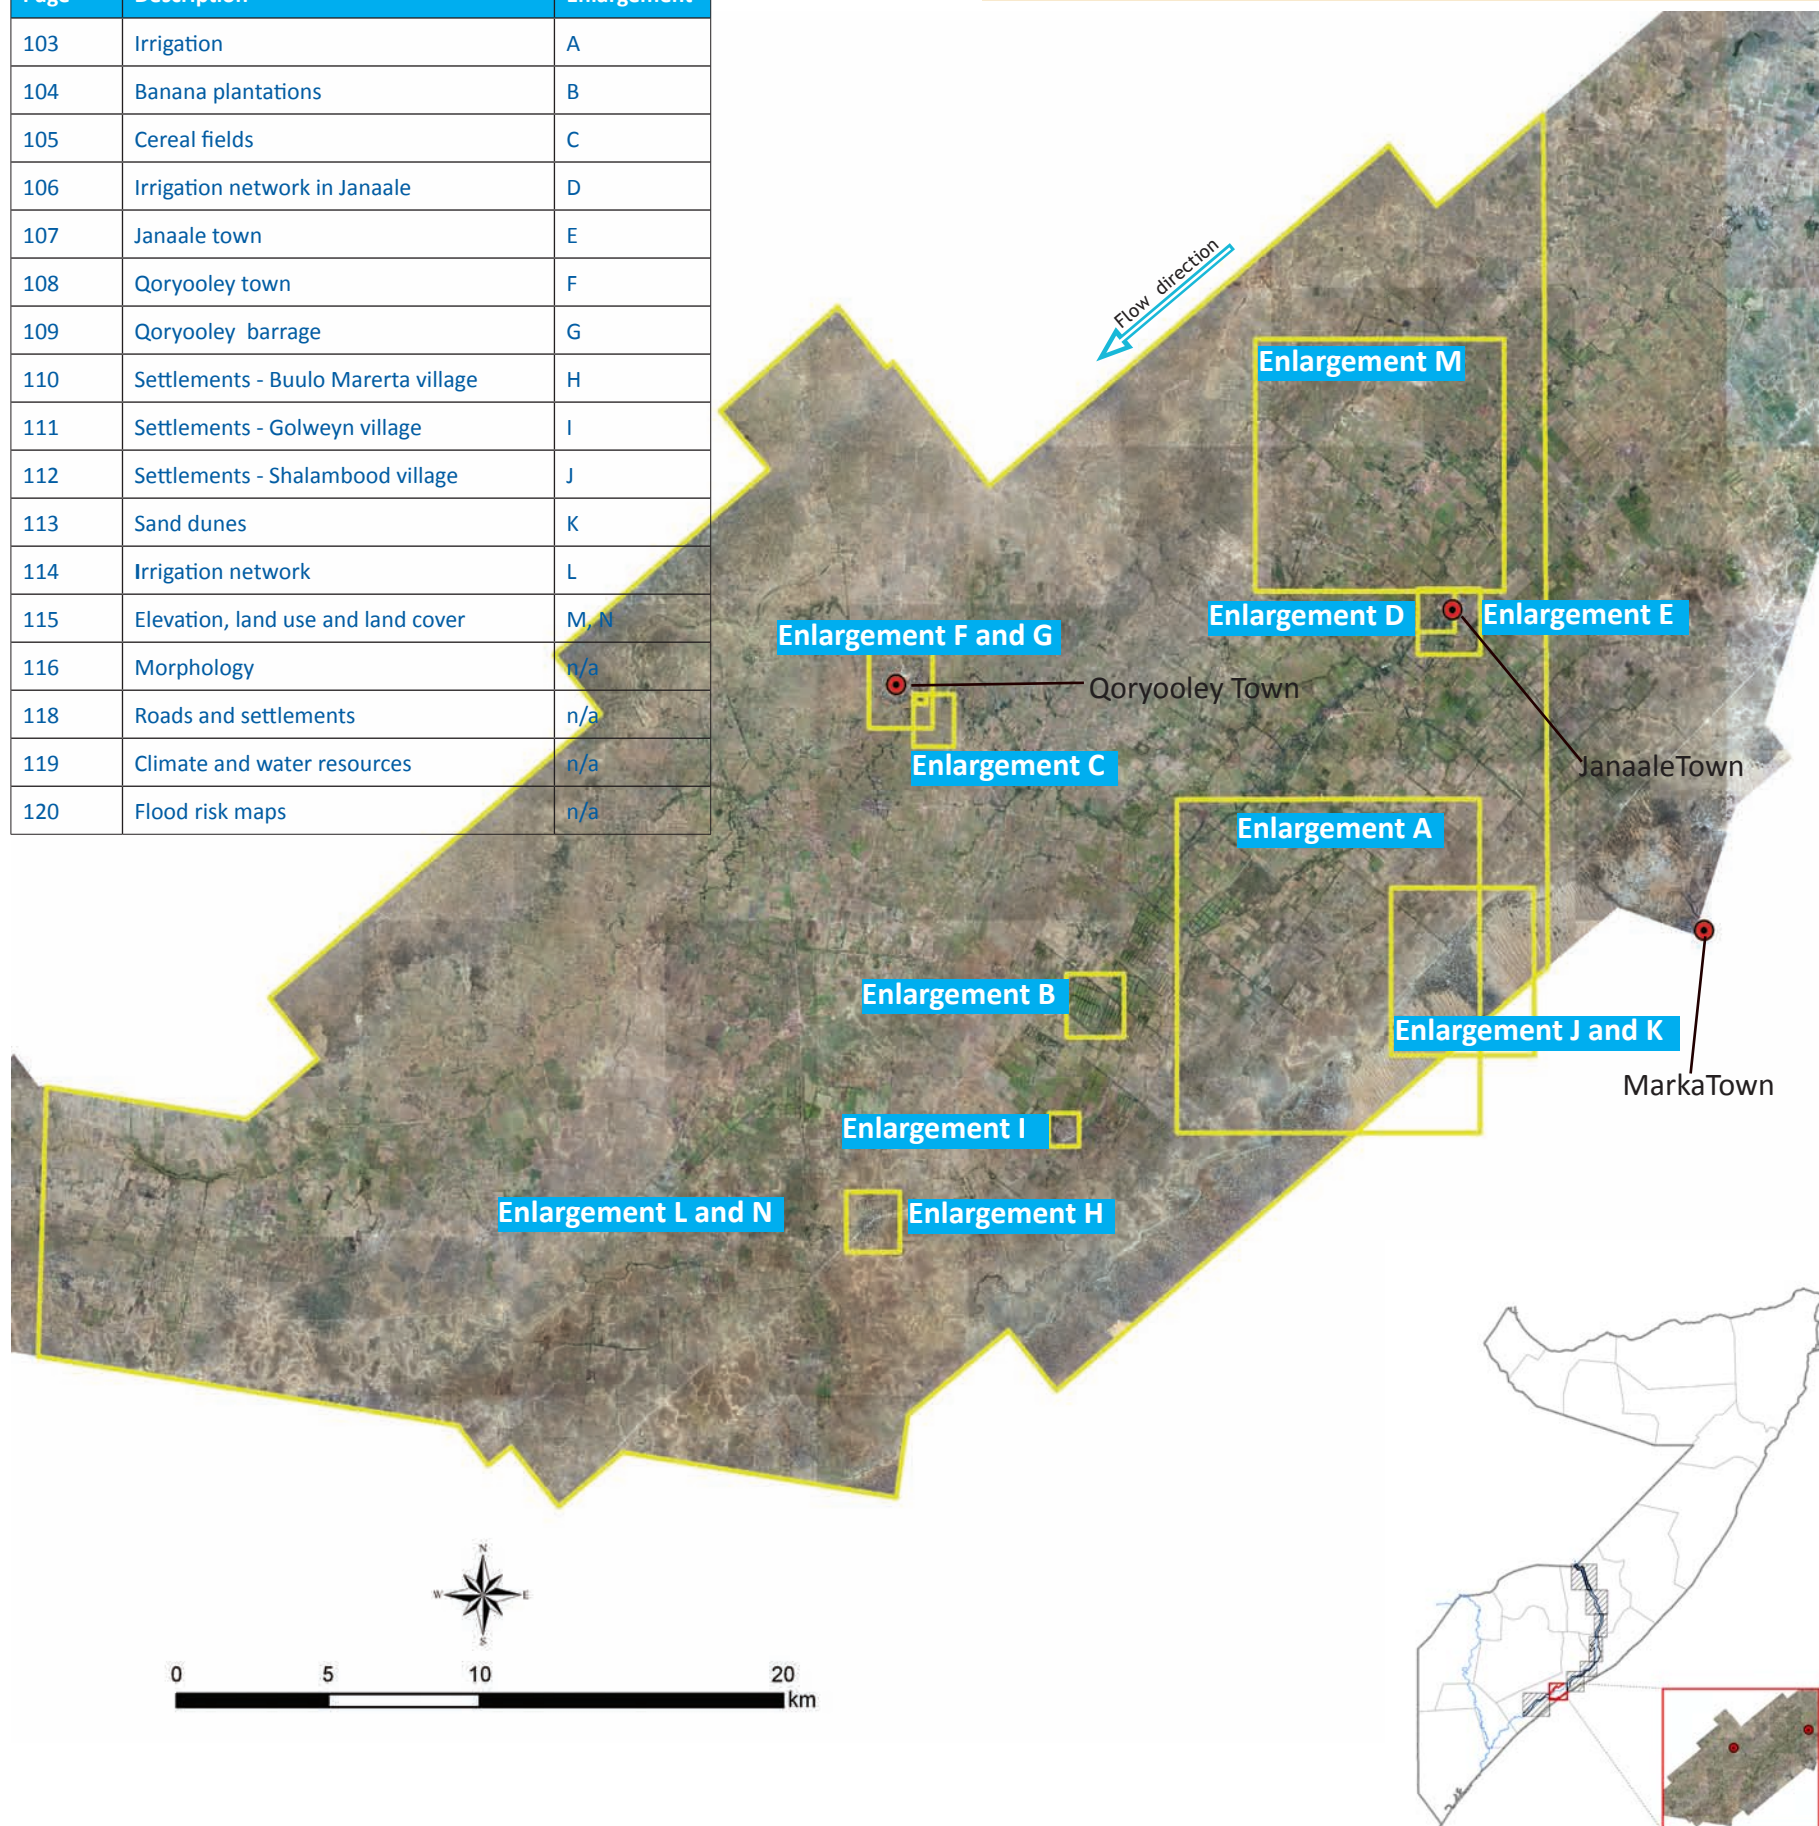 Page Description Enlargement
103 Irrigation A
104 Banana plantations B
105 Cereal fields C
106 Irrigation network in Janaale D
107 Janaale town E
108 Qoryooley town F
109 Qoryooley barrage G
110 Settlements - Buulo Marerta village H
111 Settlements - Golweyn village I
112 Settlements - Shalambood village J
113 Sand dunes K
114 Irrigation network L
115 Elevation, land use and land cover M, N
116 Morphology n/a
118 Roads and settlements n/a
119 Climate and water resources n/a
120 Flood risk maps n/a
Flow direction
Enlargement M
Enlargement D
Enlargement E
Enlargement F and G
Qoryooley Town
Enlargement C
JanaaleTown
Enlargement A
Enlargement B
Enlargement J and K
MarkaTown
Enlargement I
Enlargement L and N
Enlargement H
N
W E
S
0 5 10 20
km